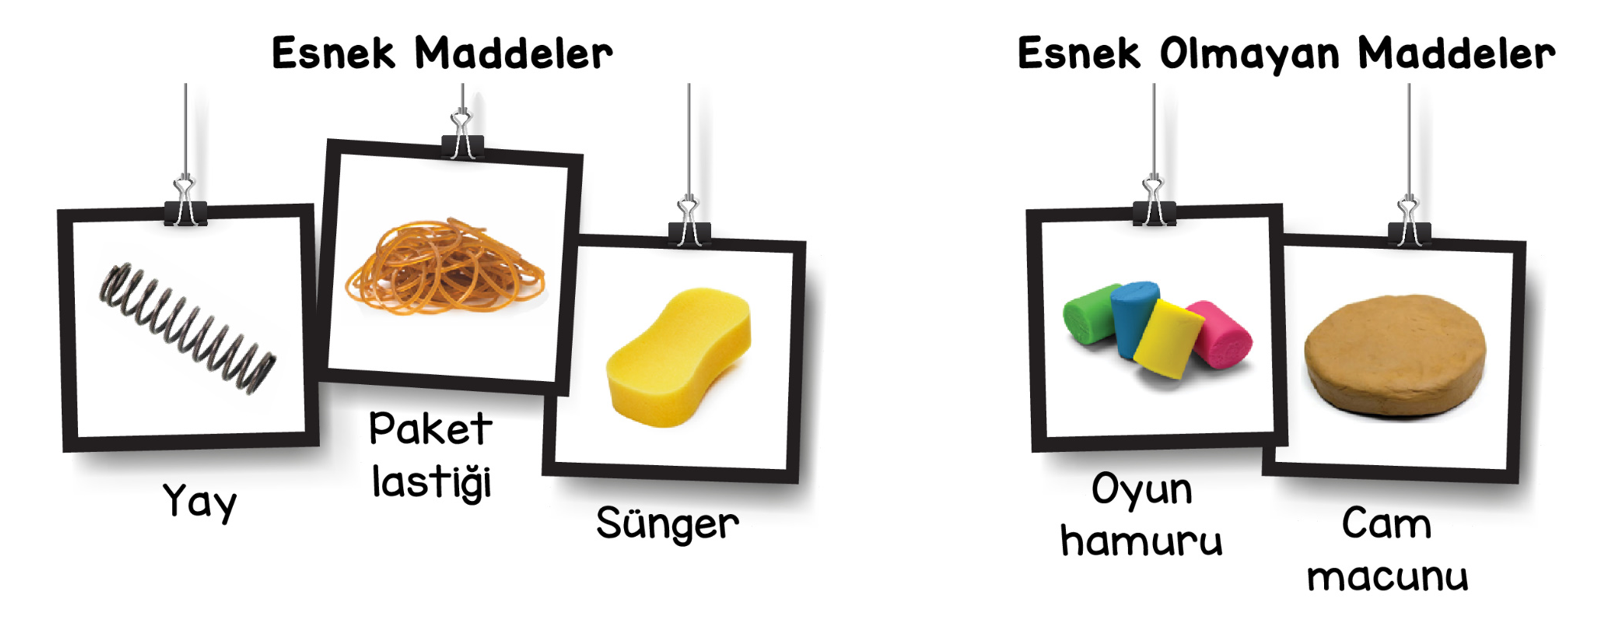 Esnek Maddeler
Yay
Paket
lastiği
Sünger
Esnek Olmayan Maddeler
Oyun
hamuru
Cam
macunu